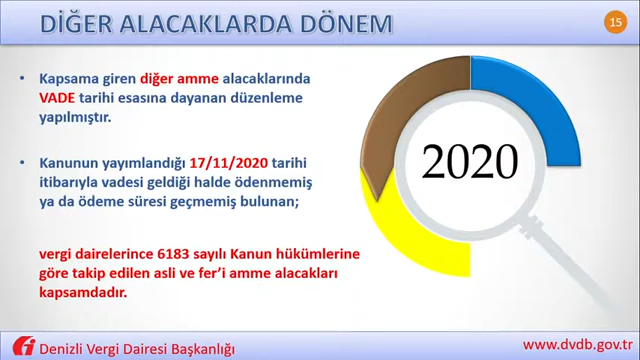 DİĞER ALACAKLARDA DÖNEM
15
• Kapsama giren diğer amme alacaklarında
VADE tarihi esasına dayanan düzenleme
yapılmıştır.
• Kanunun yayımlandığı 17/11/2020 tarihi
itibarıyla vadesi geldiği halde ödenmemiş
ya da ödeme süresi geçmemiş bulunan;
vergi dairelerince 6183 sayılı Kanun hükümlerine
göre takip edilen asli ve fer’i amme alacakları
kapsamdadır.
2020
Denizli Vergi Dairesi Başkanlığı
www.dvdb.gov.tr